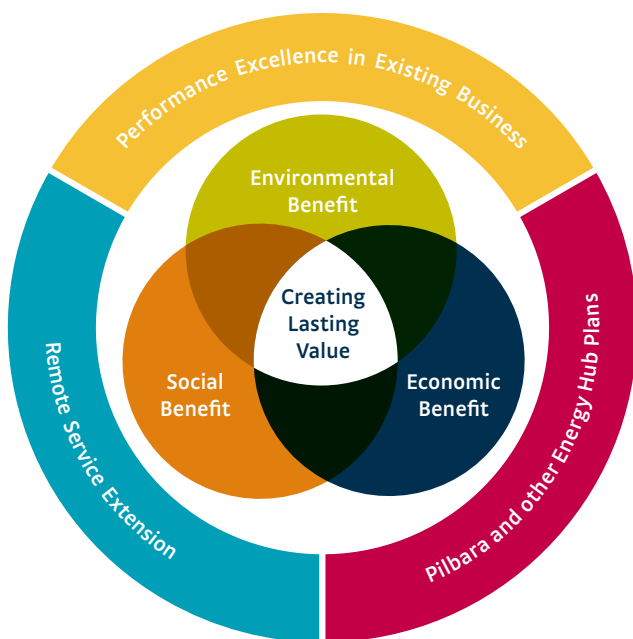 Performance Excellence in Existing Business
Environmental
Benefit
Creating
Lasting
Value
Social
Benefit
Economic
Benefit
Remote Service Extension
Pilbara and other Energy Hub Plans